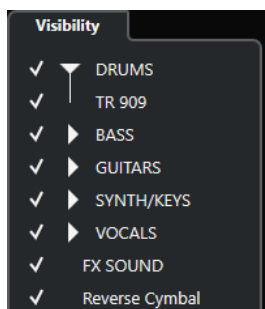 Visibility
DRUMS
TR 909
BASS
GUITARS
SYNTH/KEYS
VOCALS
FX SOUND
Reverse Cymbal